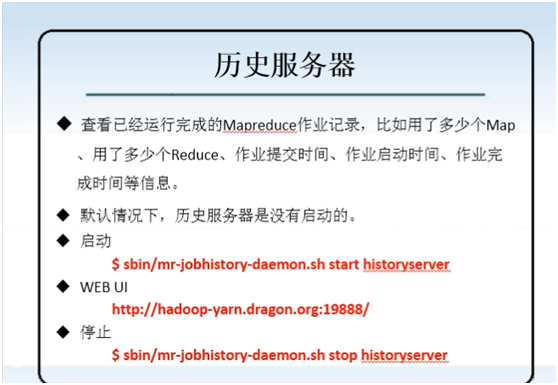 历史服务器
◆ 查看已经运行完成的Mapreduce作业记录，比如用了多少个Map
、用了多少个Reduce、作业提交时间、作业启动时间、作业完
成时间等信息。
◆ 默认情况下，历史服务器是没有启动的。
◆ 启动
$ sbin/mr-jobhistory-daemon.sh start historyserver
◆ WEB UI
http://hadoop-yarn.dragon.org:19888/
◆ 停止
$ sbin/mr-jobhistory-daemon.sh stop historyserver